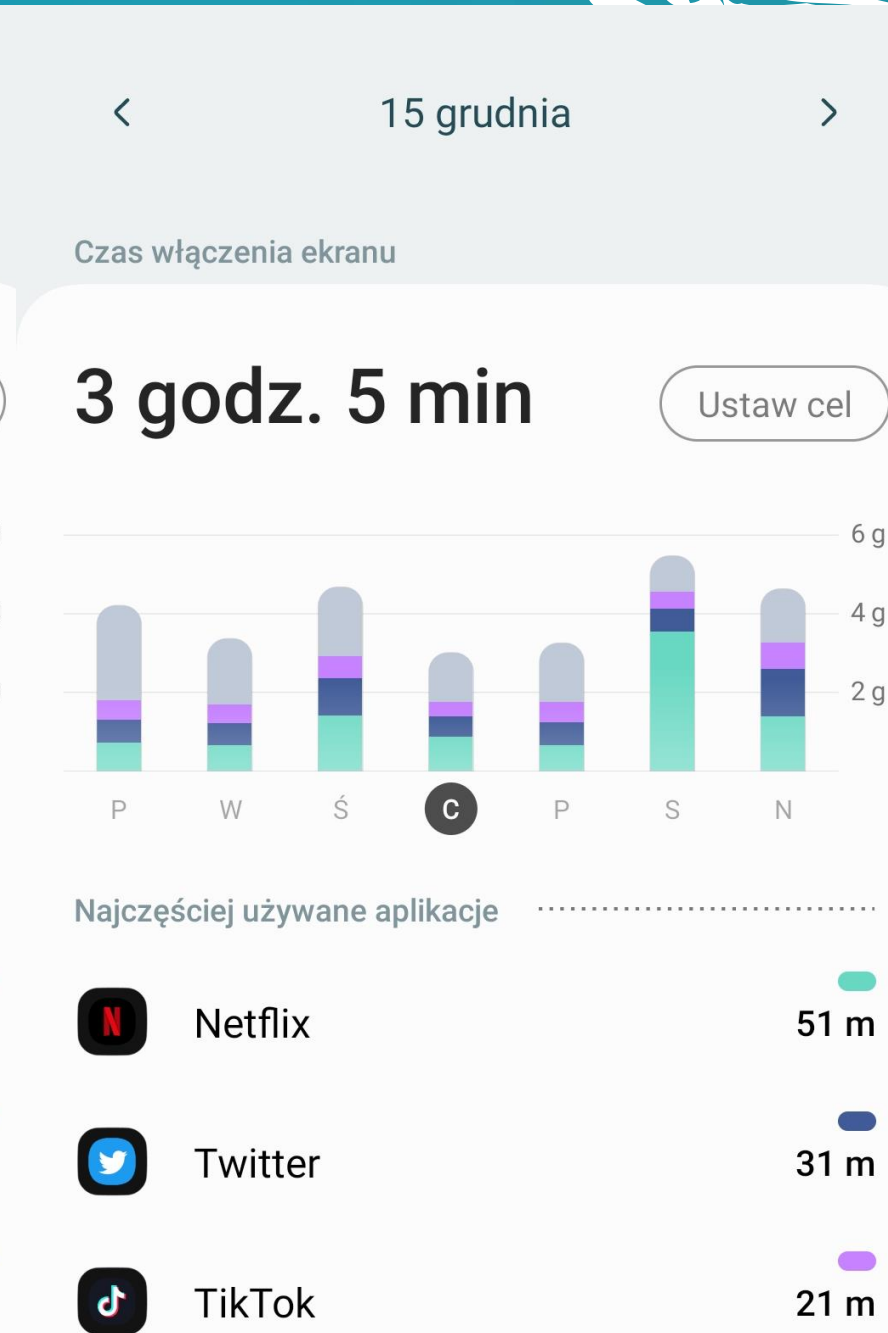 15 grudnia
Czas włączenia ekranu
3 godz. 5 min
Ustaw cel
6 g
4 g
2 g
P W Ś C P S N
Najczęściej używane aplikacje
Netflix 51 m
Twitter 31 m
TikTok 21 m